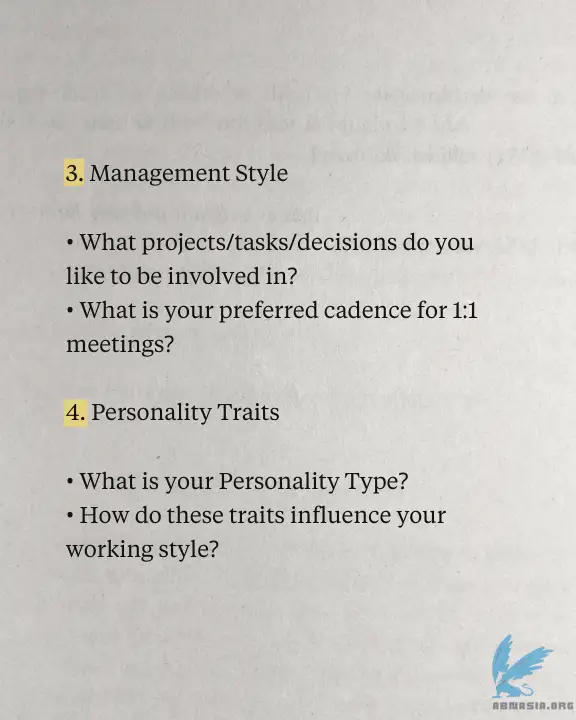 3. Management Style
• What projects/tasks/decisions do you
like to be involved in?
• What is your preferred cadence for 1:1
meetings?
4. Personality Traits
• What is your Personality Type?
• How do these traits influence your
working style?
ABMASIA.ORG